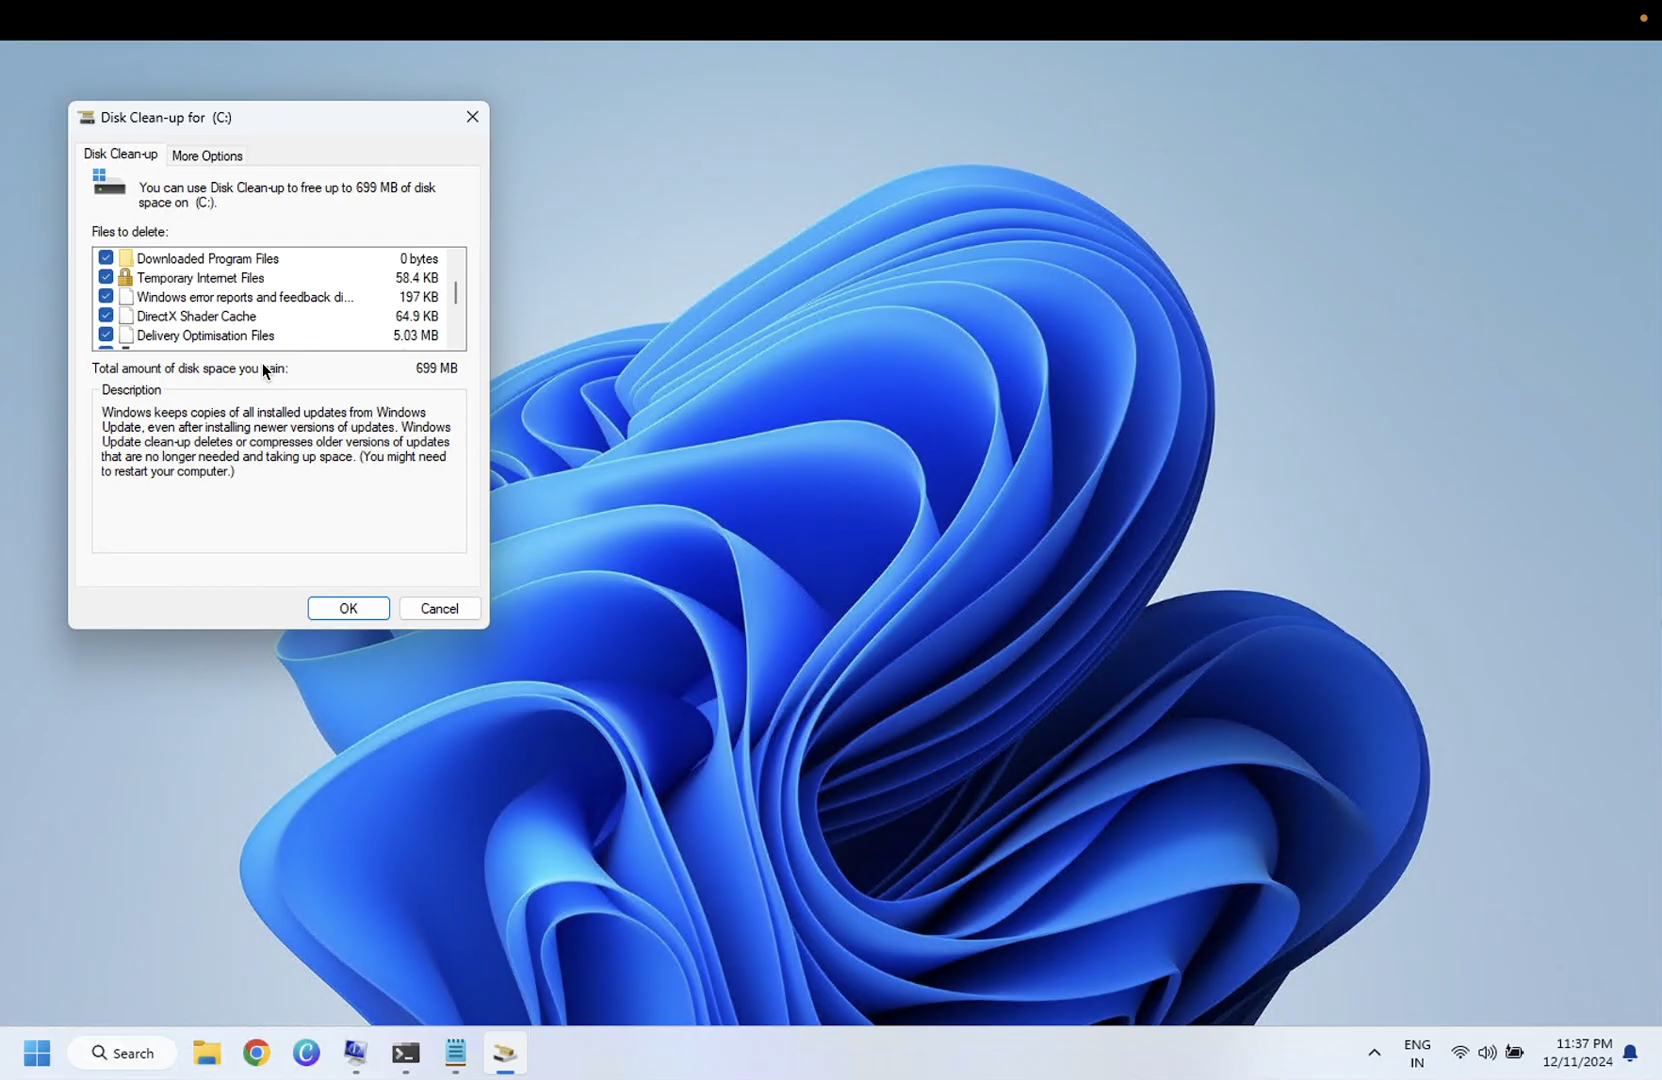 Disk Clean-up for (C:)
Disk Clean-up
More Options
You can use Disk Clean-up to free up to 699 MB of disk
space on (C:).
Files to delete:
Downloaded Program Files 0 bytes
Temporary Internet Files 58.4 KB
Windows error reports and feedback di... 197 KB
DirectX Shader Cache 64.9 KB
Delivery Optimisation Files 5.03 MB
Total amount of disk space you gain: 699 MB
Description
Windows keeps copies of all installed updates from Windows
Update, even after installing newer versions of updates. Windows
Update clean-up deletes or compresses older versions of updates
that are no longer needed and taking up space. (You might need
to restart your computer.)
OK
Cancel
Search
ENG
IN
11:37 PM
12/11/2024